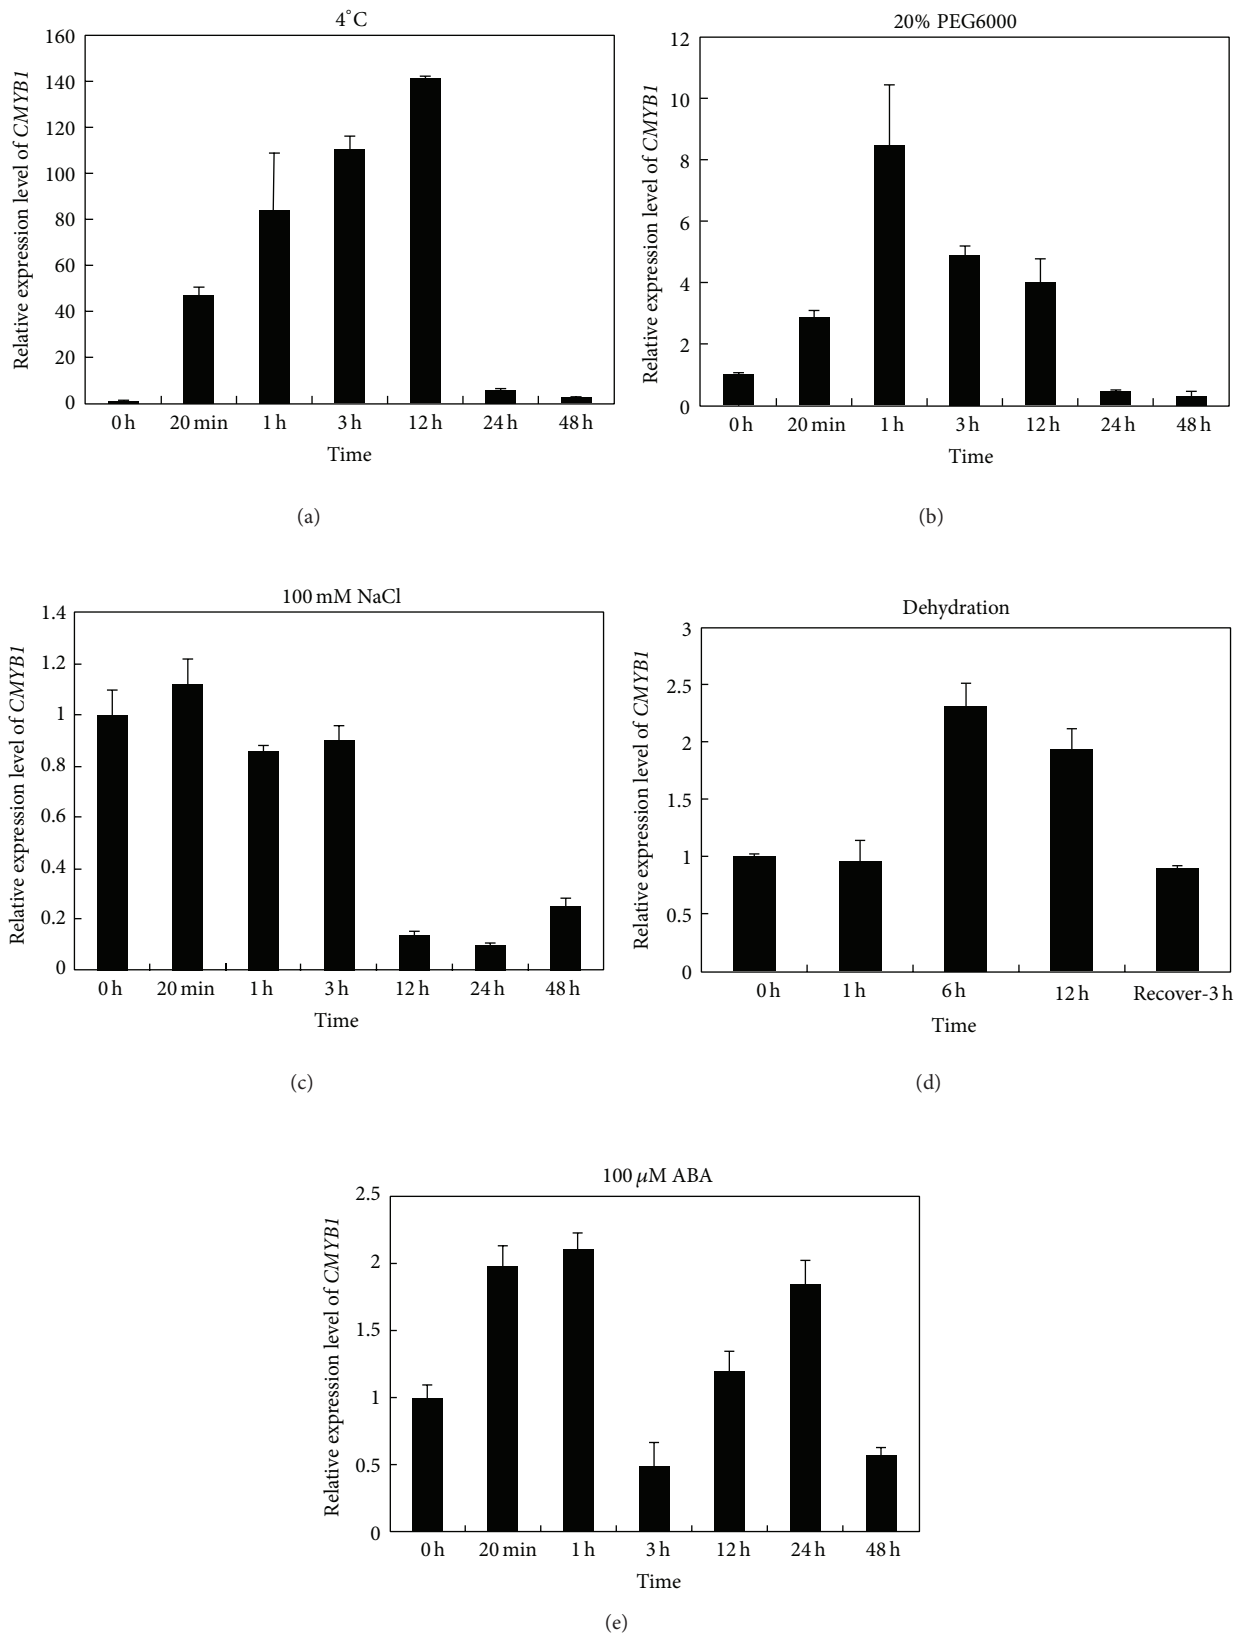 4°C
Relative expression level of CMYB1
160
140
120
100
80
60
40
20
0
0 h 20 min 1 h 3 h 12 h 24 h 48 h
Time
(a)
20% PEG6000
Relative expression level of CMYB1
12
10
8
6
4
2
0
0 h 20 min 1 h 3 h 12 h 24 h 48 h
Time
(b)
100 mM NaCl
Relative expression level of CMYB1
1.4
1.2
1
0.8
0.6
0.4
0.2
0
0 h 20 min 1 h 3 h 12 h 24 h 48 h
Time
(c)
Dehydration
Relative expression level of CMYB1
3
2.5
2
1.5
1
0.5
0
0 h 1 h 6 h 12 h Recover-3 h
Time
(d)
100 μM ABA
Relative expression level of CMYB1
2.5
2
1.5
1
0.5
0
0 h 20 min 1 h 3 h 12 h 24 h 48 h
Time
(e)